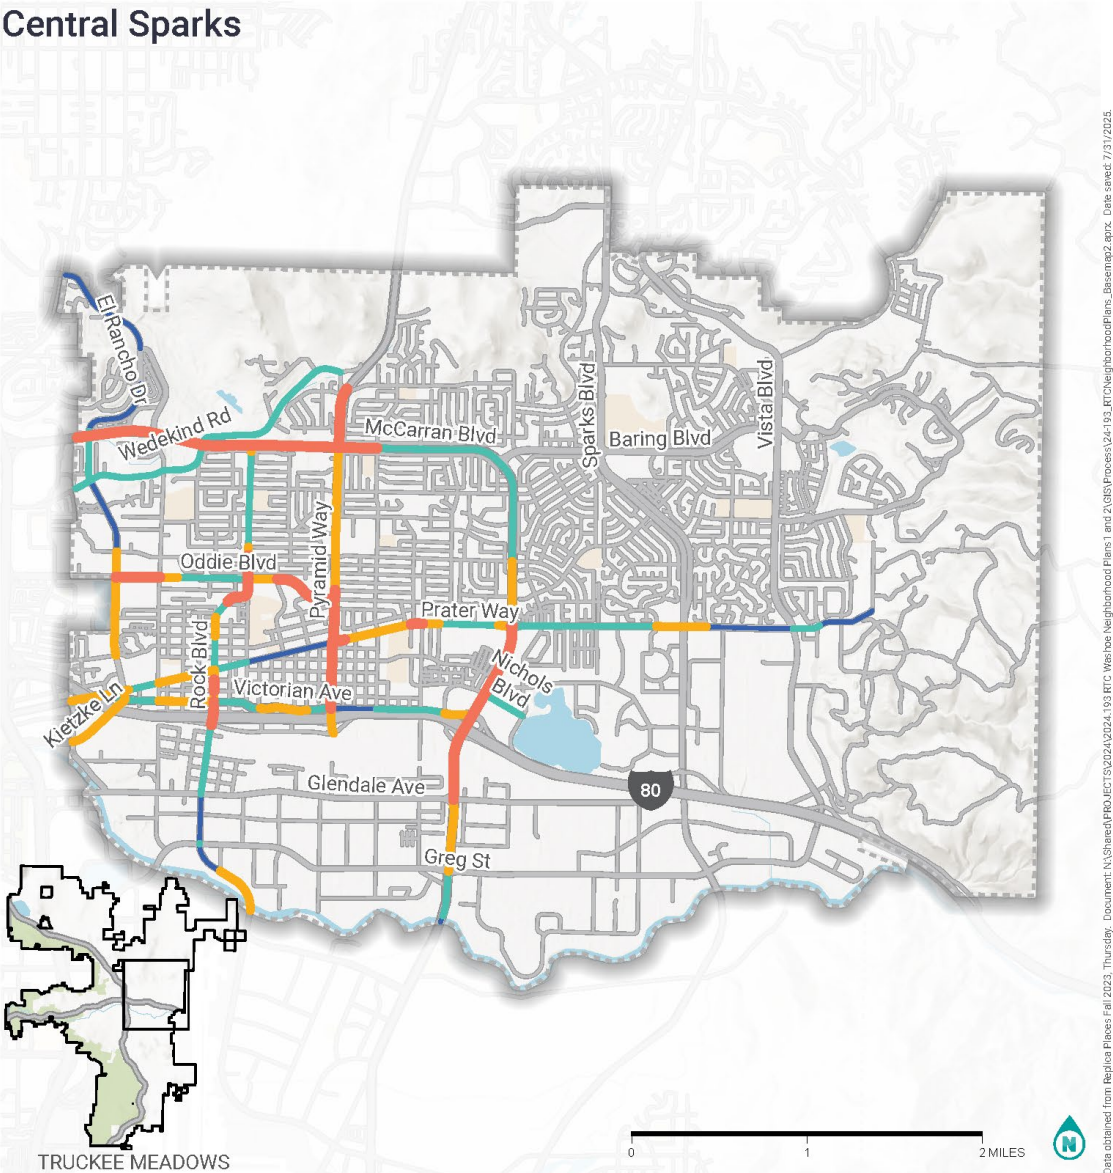 Central Sparks
El Rancho Dr
Wedekind Rd
McCarran Blvd
Sparks Blvd
Baring Blvd
Vista Blvd
Oddie Blvd
Pyramid Way
Prater Way
Rock Blvd
Nichols
Blvd
Victorian Ave
Kietzke Ln
Glendale Ave
80
Greg St
TRUCKEE MEADOWS
0 1 2 MILES
N
Data obtained from Replica Places Fall 2023, Thursday. Document: N:\Shared\PROJECTS\2024\2024.193 RTC Washoe Neighborhood Plans 1 and 2\GIS\Process\24-193_RTCNeighborhoodPlans_Basemap2.aprx. Date saved: 7/31/2025.